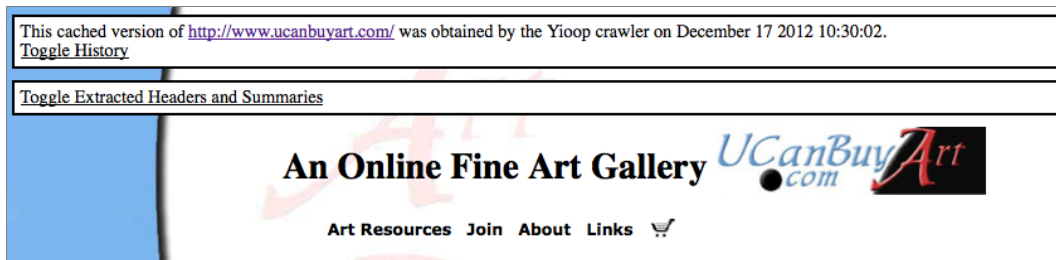 This cached version of http://www.ucanbuyart.com/ was obtained by the Yioop crawler on December 17 2012 10:30:02.
Toggle History
Toggle Extracted Headers and Summaries
Art
An Online Fine Art Gallery UCanBuyArt
.com
Art Resources Join About Links